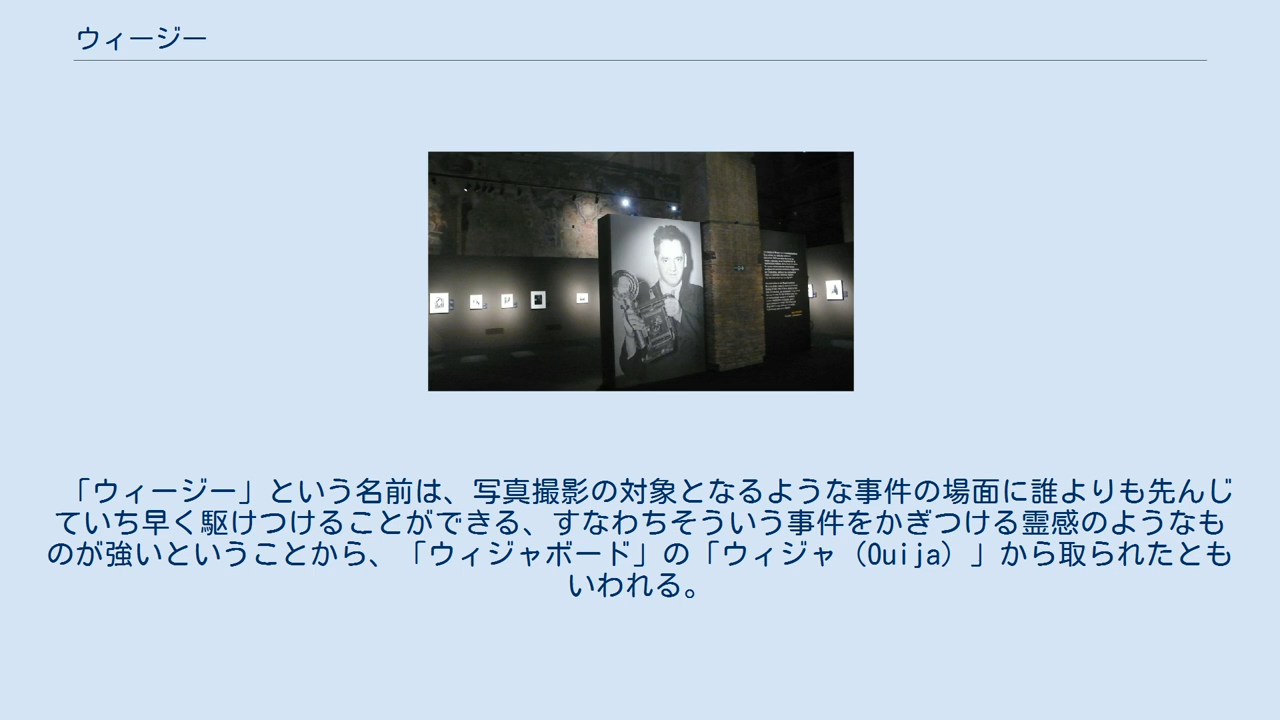 ウィージー
「ウィージー」という名前は、写真撮影の対象となるような事件の場面に誰よりも先んじ
ていち早く駆けつけることができる、すなわちそういう事件をかぎつける霊感のようなも
のが強いということから、「ウィジャボード」の「ウィジャ（Ouija）」から取られたとも
いわれる。